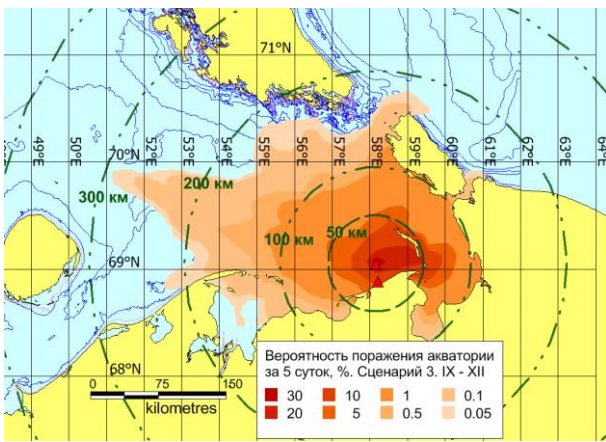 71°N
49°E
50°E
52°E
53°E
54°E
55°E
56°E
57°E
58°E
59°E
60°E
61°E
62°E
63°E
64°E
70°N
300 км
200 км
100 км
50 км
69°N
68°N
0 75 150
kilometres
Вероятность поражения акватории
за 5 суток, %. Сценарий 3. IX - XII
30 10 1 0.1
20 5 0.5 0.05